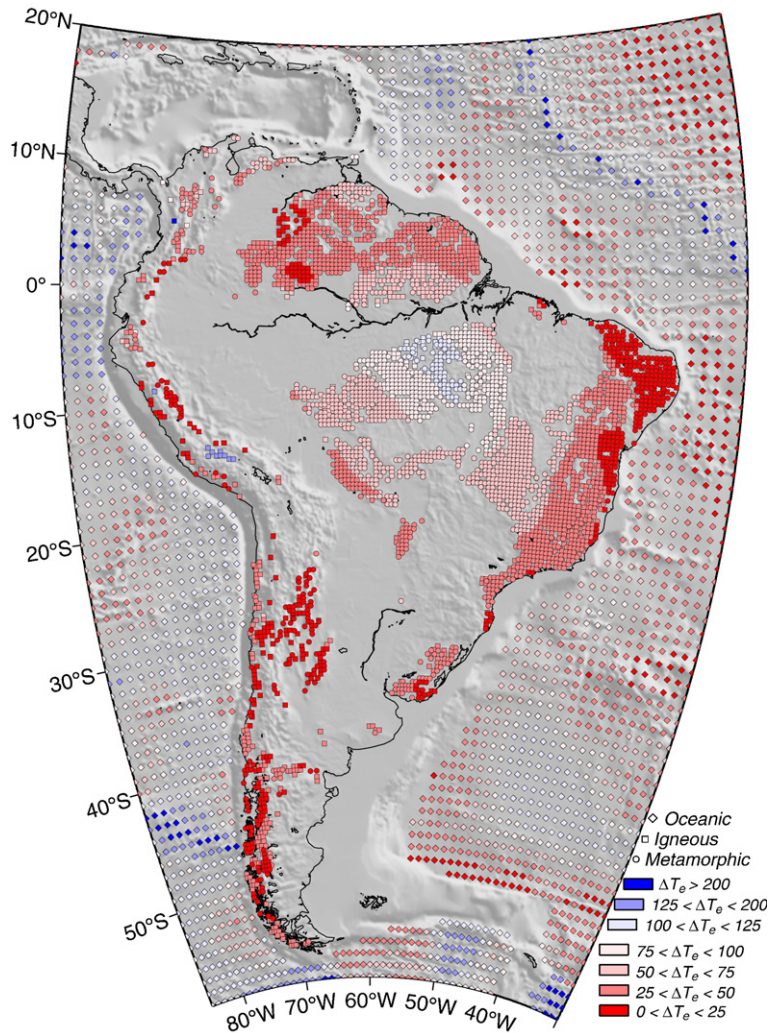 20°N
10°N
0°
10°S
20°S
30°S
40°S
50°S
80°W
70°W
60°W
50°W
40°W
Oceanic
Igneous
Metamorphic
ΔTₑ > 200
125 < ΔTₑ < 200
100 < ΔTₑ < 125
75 < ΔTₑ < 100
50 < ΔTₑ < 75
25 < ΔTₑ < 50
0 < ΔTₑ < 25